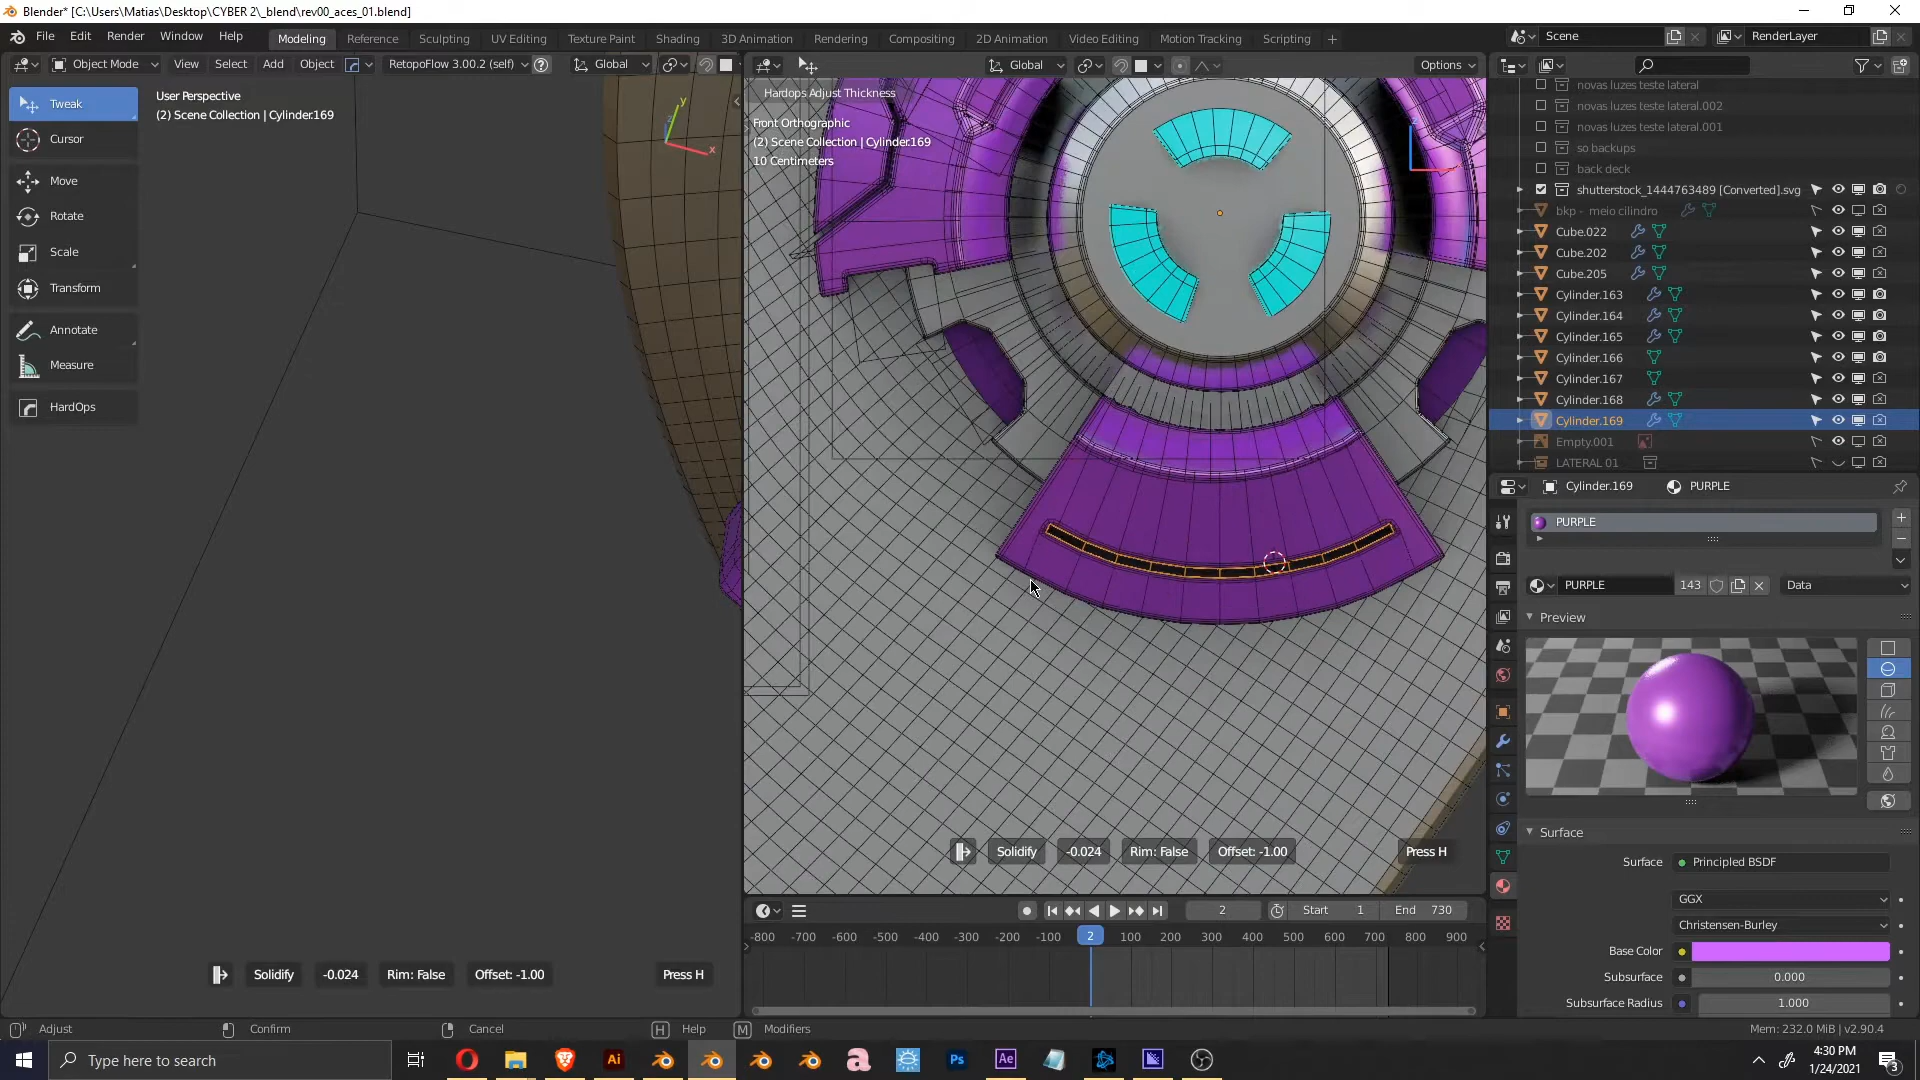 Blender* [C:\Users\Matias\Desktop\CYBER 2\_blend\rev00_aces_01.blend]
File Edit Render Window Help Modeling Reference Sculpting UV Editing Texture Paint Shading 3D Animation Rendering Compositing 2D Animation Video Editing Motion Tracking Scripting + Scene RenderLayer
Object Mode View Select Add Object RetopoFlow 3.00.2 (self) Global Global Options
Tweak
Cursor
Move
Rotate
Scale
Transform
Annotate
Measure
HardOps
User Perspective
(2) Scene Collection | Cylinder.169
y
x
Hardops Adjust Thickness
Front Orthographic
(2) Scene Collection | Cylinder.169
10 Centimeters
Solidify -0.024 Rim: False Offset: -1.00 Press H
Solidify -0.024 Rim: False Offset: -1.00 Press H
novas luzes teste lateral
novas luzes teste lateral.002
novas luzes teste lateral.001
so backups
back deck
shutterstock_1444763489 [Converted].svg
bkp - meio cilindro
Cube.022
Cube.202
Cube.205
Cylinder.163
Cylinder.164
Cylinder.165
Cylinder.166
Cylinder.167
Cylinder.168
Cylinder.169
Empty.001
LATERAL 01
Cylinder.169 PURPLE
PURPLE
PURPLE 143 Data
Preview
Surface
Surface Principled BSDF
GGX
Christensen-Burley
Base Color
Subsurface 0.000
Subsurface Radius 1.000
2 Start 1 End 730
-800 -700 -600 -500 -400 -300 -200 -100 2 100 200 300 400 500 600 700 800 900
Adjust Confirm Cancel H Help M Modifiers Mem: 232.0 MiB | v2.90.4
Type here to search Ai a Ps Ae 4:30 PM
1/24/2021 3